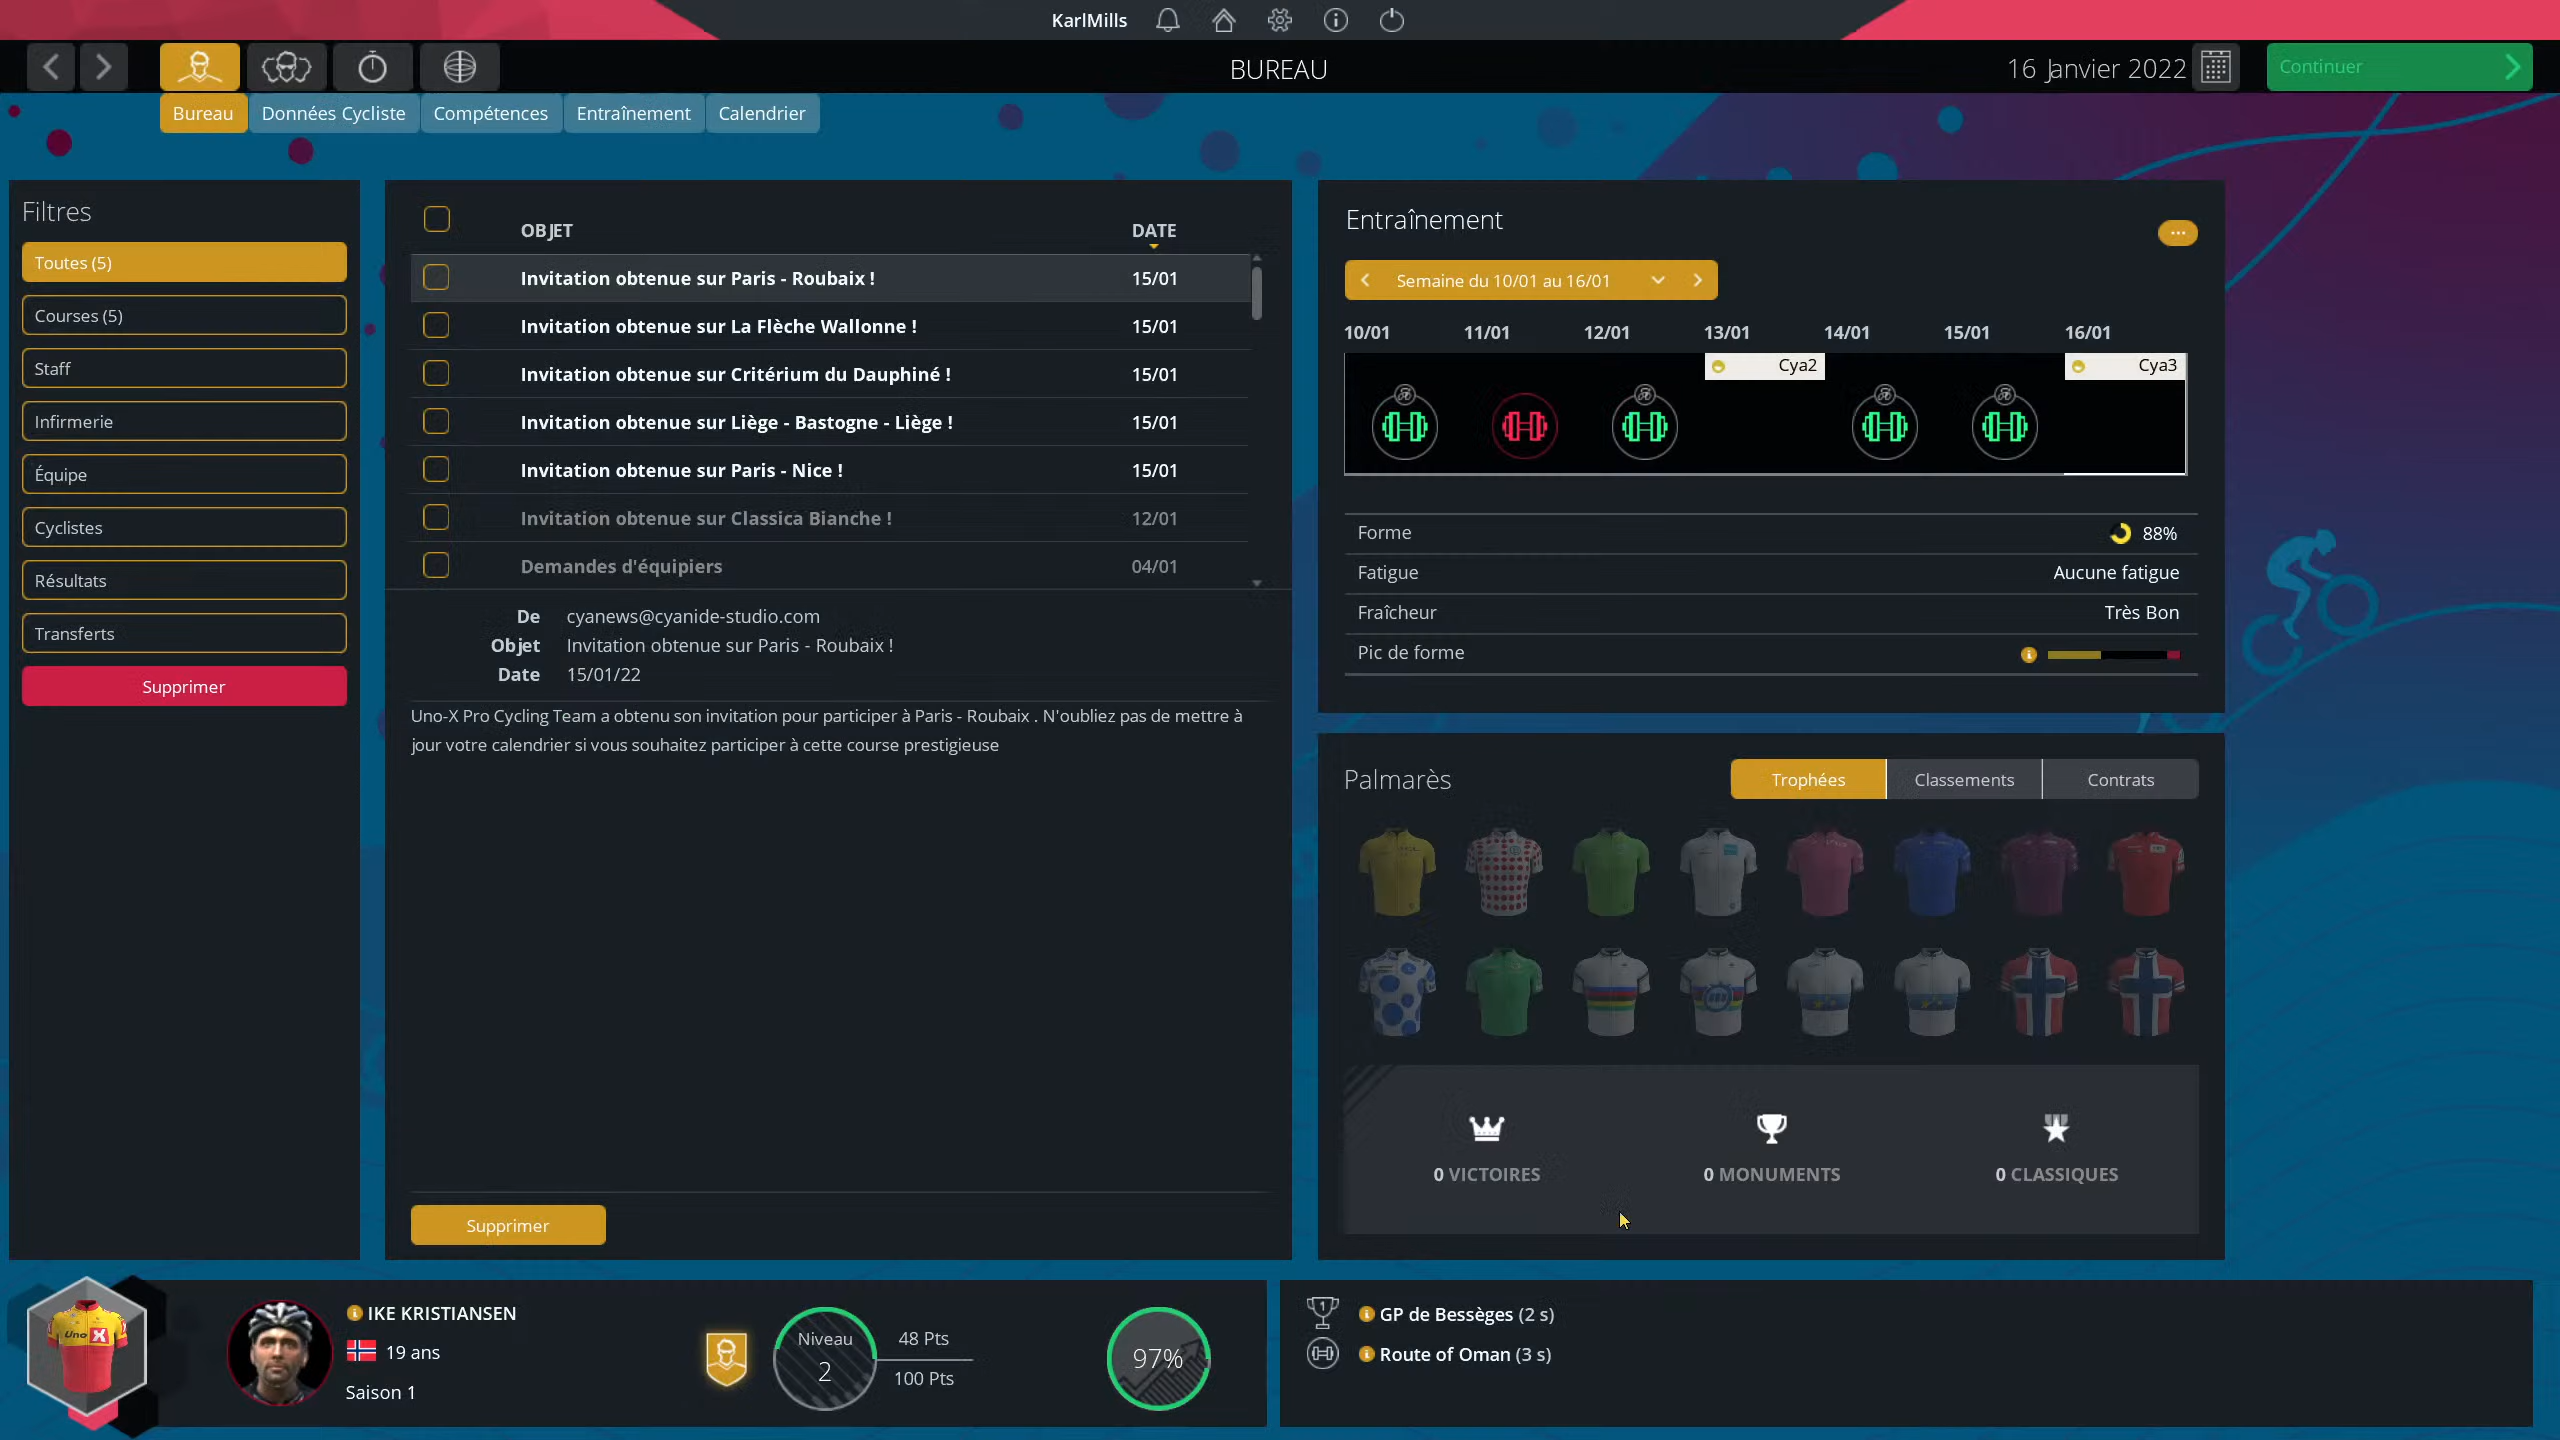 KarlMills
BUREAU
16 Janvier 2022
Continuer
Bureau
Données Cycliste
Compétences
Entraînement
Calendrier
Filtres
Toutes (5)
Courses (5)
Staff
Infirmerie
Équipe
Cyclistes
Résultats
Transferts
Supprimer
OBJET DATE
Invitation obtenue sur Paris - Roubaix ! 15/01
Invitation obtenue sur La Flèche Wallonne ! 15/01
Invitation obtenue sur Critérium du Dauphiné ! 15/01
Invitation obtenue sur Liège - Bastogne - Liège ! 15/01
Invitation obtenue sur Paris - Nice ! 15/01
Invitation obtenue sur Classica Bianche ! 12/01
Demandes d'équipiers 04/01
De cyanews@cyanide-studio.com
Objet Invitation obtenue sur Paris - Roubaix !
Date 15/01/22
Uno-X Pro Cycling Team a obtenu son invitation pour participer à Paris - Roubaix . N'oubliez pas de mettre à
jour votre calendrier si vous souhaitez participer à cette course prestigieuse
Supprimer
Entraînement
...
Semaine du 10/01 au 16/01
10/01 11/01 12/01 13/01 14/01 15/01 16/01
Cya2 Cya3
Forme 88%
Fatigue Aucune fatigue
Fraîcheur Très Bon
Pic de forme
Palmarès
Trophées Classements Contrats
0 VICTOIRES 0 MONUMENTS 0 CLASSIQUES
Uno X
IKE KRISTIANSEN
19 ans
Saison 1
Niveau
2
48 Pts
100 Pts
97%
1
GP de Bessèges (2 s)
Route of Oman (3 s)